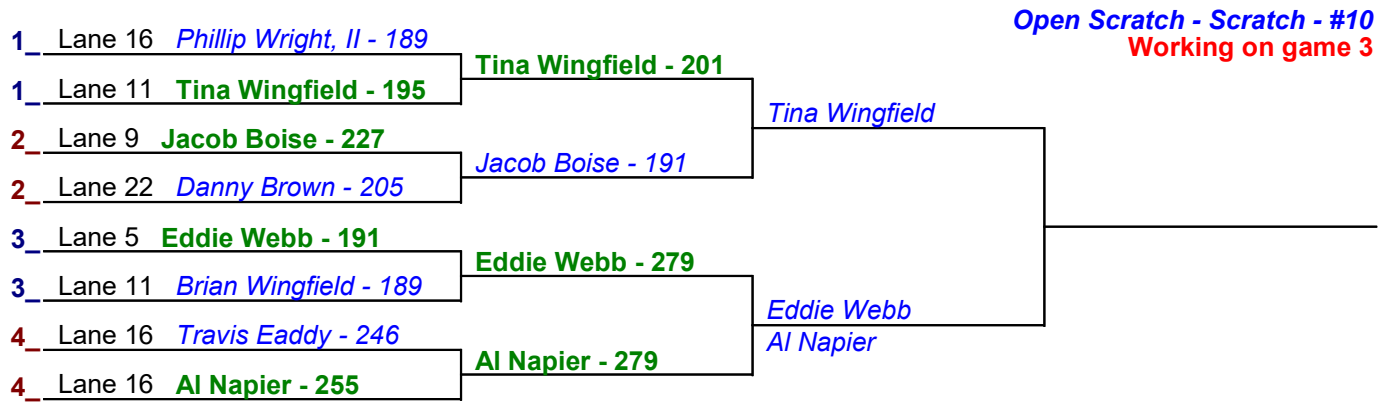 Open Scratch - Scratch - #10
Working on game 3
1_ Lane 16 Phillip Wright, II - 189
Tina Wingfield - 201
1_ Lane 11 Tina Wingfield - 195
Tina Wingfield
2_ Lane 9 Jacob Boise - 227
Jacob Boise - 191
2_ Lane 22 Danny Brown - 205
3_ Lane 5 Eddie Webb - 191
Eddie Webb - 279
3_ Lane 11 Brian Wingfield - 189
Eddie Webb
4_ Lane 16 Travis Eaddy - 246
Al Napier
Al Napier - 279
4_ Lane 16 Al Napier - 255